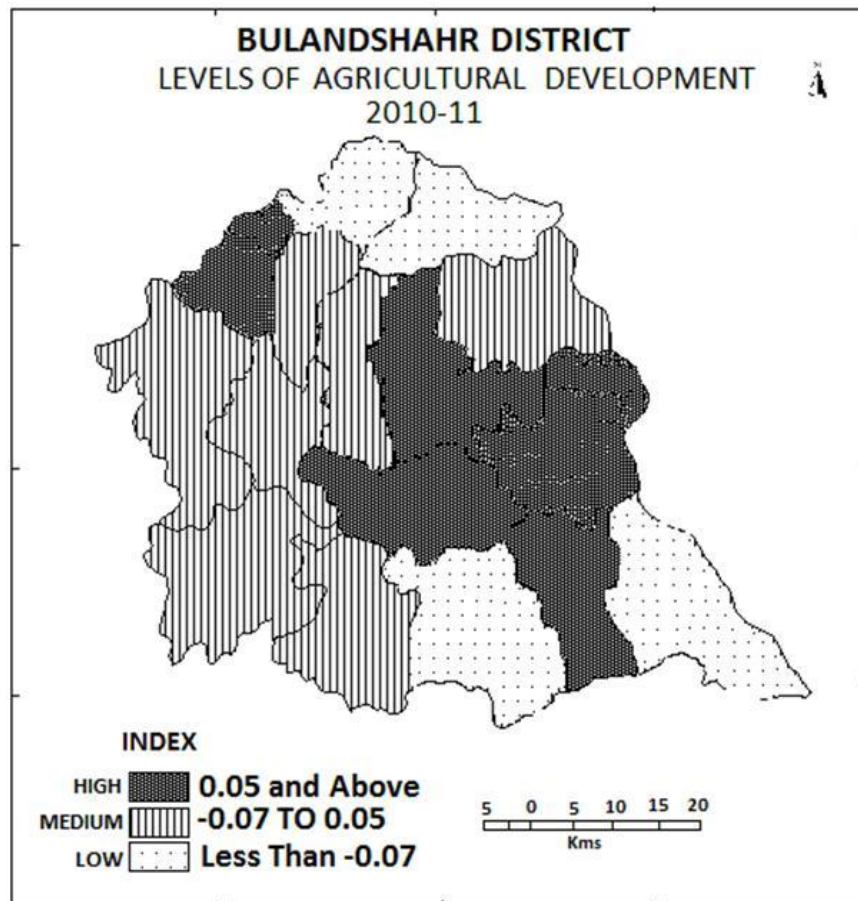 BULANDSHAHR DISTRICT
LEVELS OF AGRICULTURAL DEVELOPMENT
2010-11
N
INDEX
HIGH 0.05 and Above
MEDIUM -0.07 TO 0.05
LOW Less Than -0.07
5 0 5 10 15 20
Kms